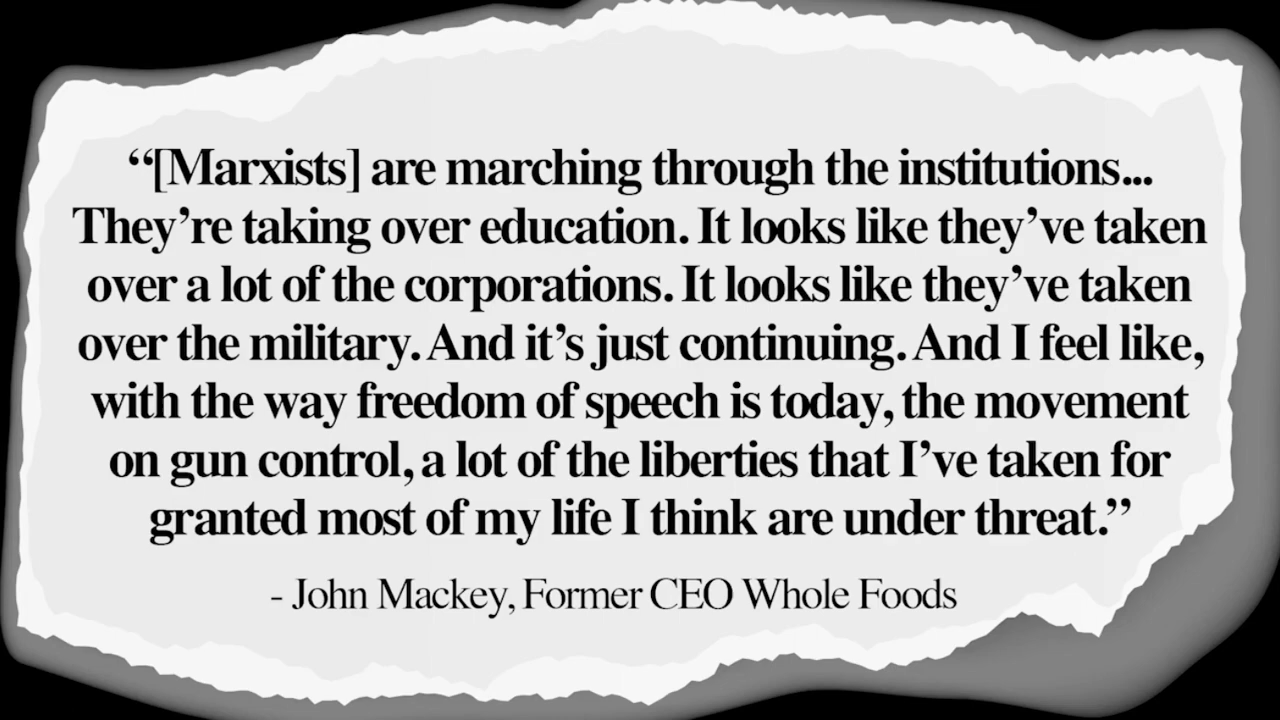 “[Marxists] are marching through the institutions...
They’re taking over education. It looks like they’ve taken
over a lot of the corporations. It looks like they’ve taken
over the military. And it’s just continuing. And I feel like,
with the way freedom of speech is today, the movement
on gun control, a lot of the liberties that I’ve taken for
granted most of my life I think are under threat.”
- John Mackey, Former CEO Whole Foods